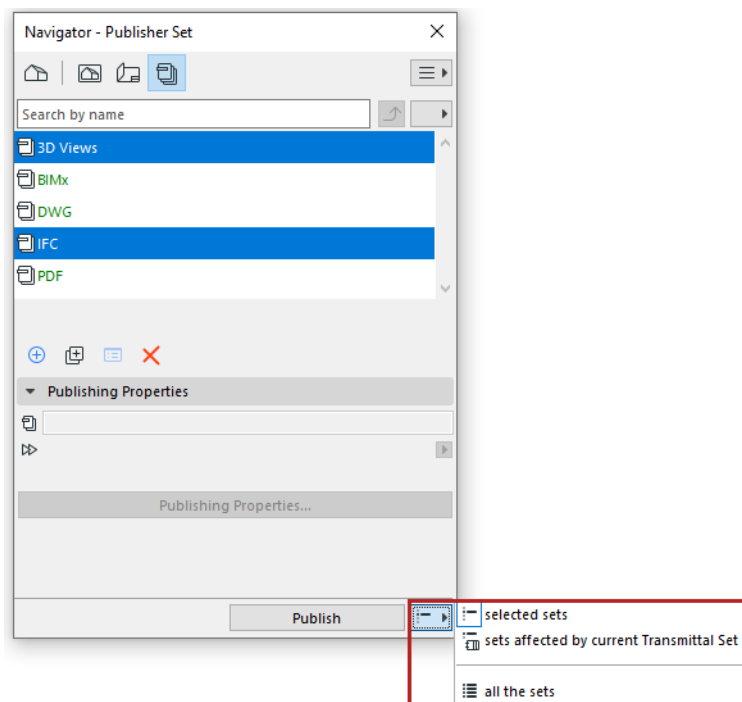 Navigator - Publisher Set
Search by name
3D Views
BIMx
DWG
IFC
PDF
Publishing Properties
Publishing Properties...
Publish
selected sets
sets affected by current Transmittal Set
all the sets